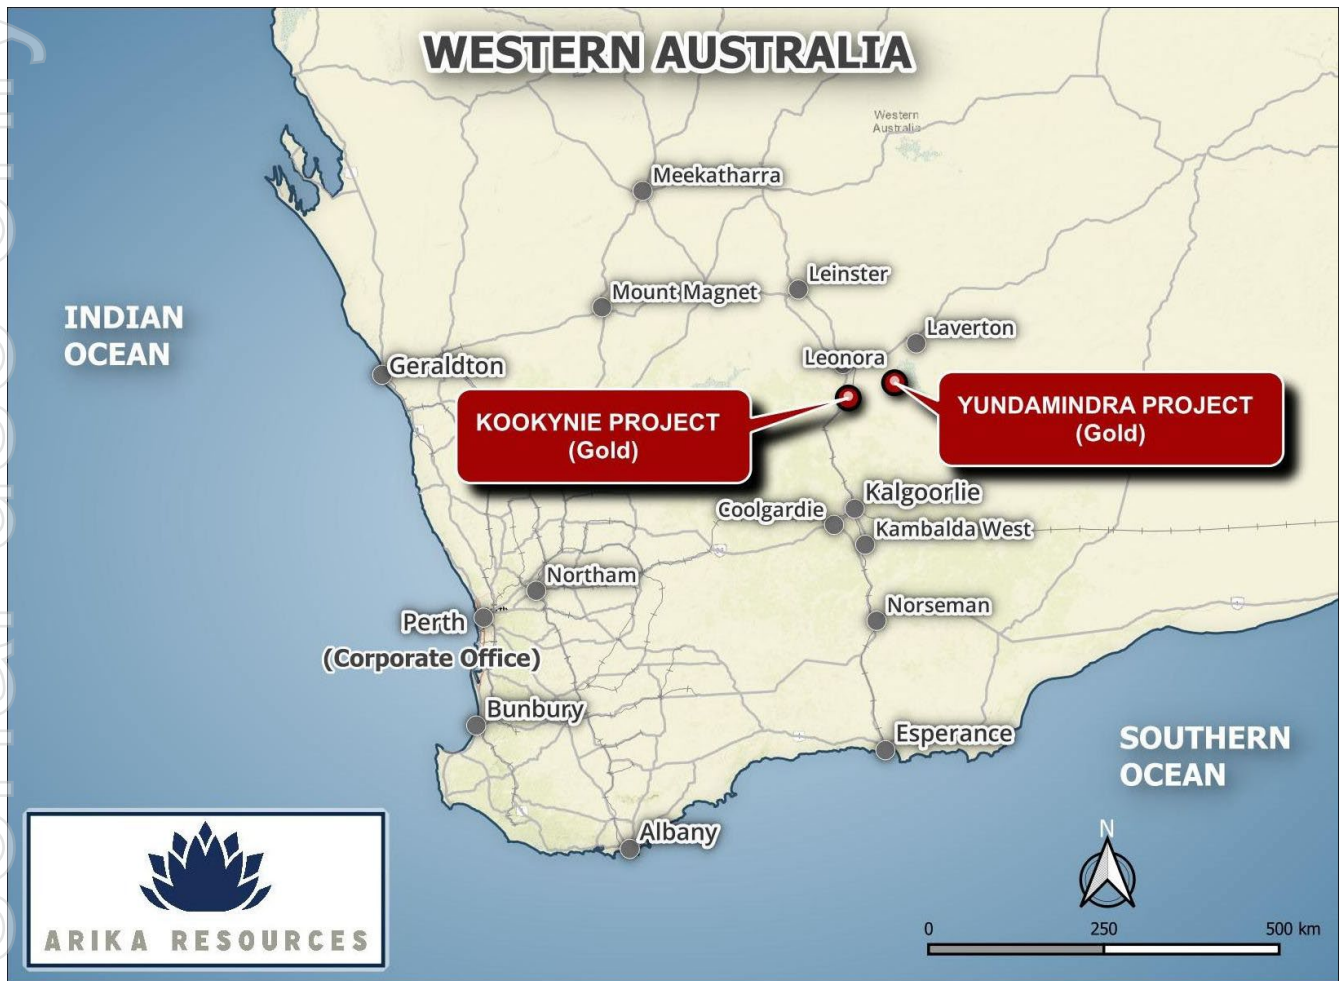 WESTERN AUSTRALIA
Western
Australia
Meekatharra
Leinster
Mount Magnet
Laverton
INDIAN
OCEAN
Leonora
Geraldton
KOOKYNIE PROJECT
(Gold)
YUNDAMINDRA PROJECT
(Gold)
Kalgoorlie
Coolgardie
Kambalda West
Northam
Norseman
Perth
(Corporate Office)
Bunbury
Esperance
SOUTHERN
OCEAN
Albany
N
ARIKA RESOURCES
0 250 500 km